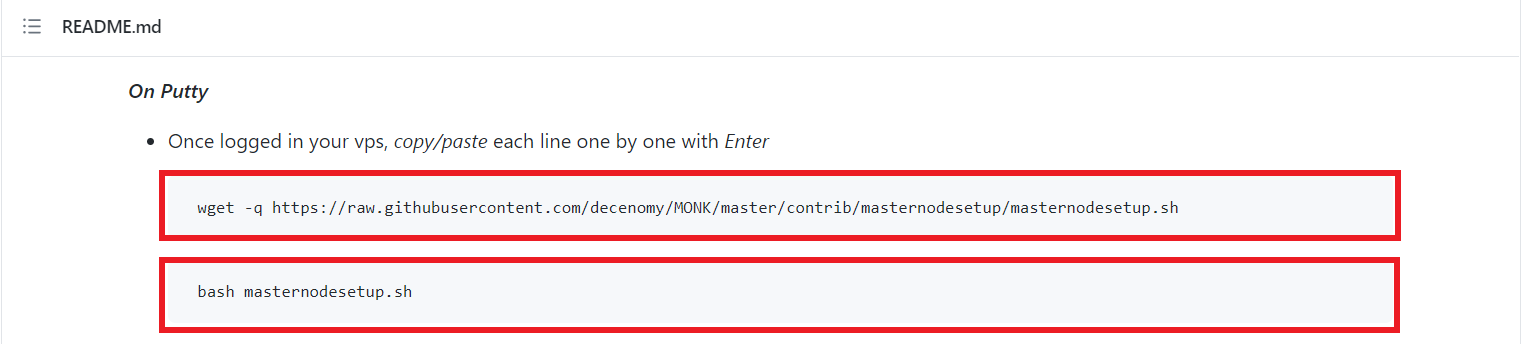 README.md
On Putty
Once logged in your vps, copy/paste each line one by one with Enter
wget -q https://raw.githubusercontent.com/decenomy/MONK/master/contrib/masternodesetup/masternodesetup.sh
bash masternodesetup.sh